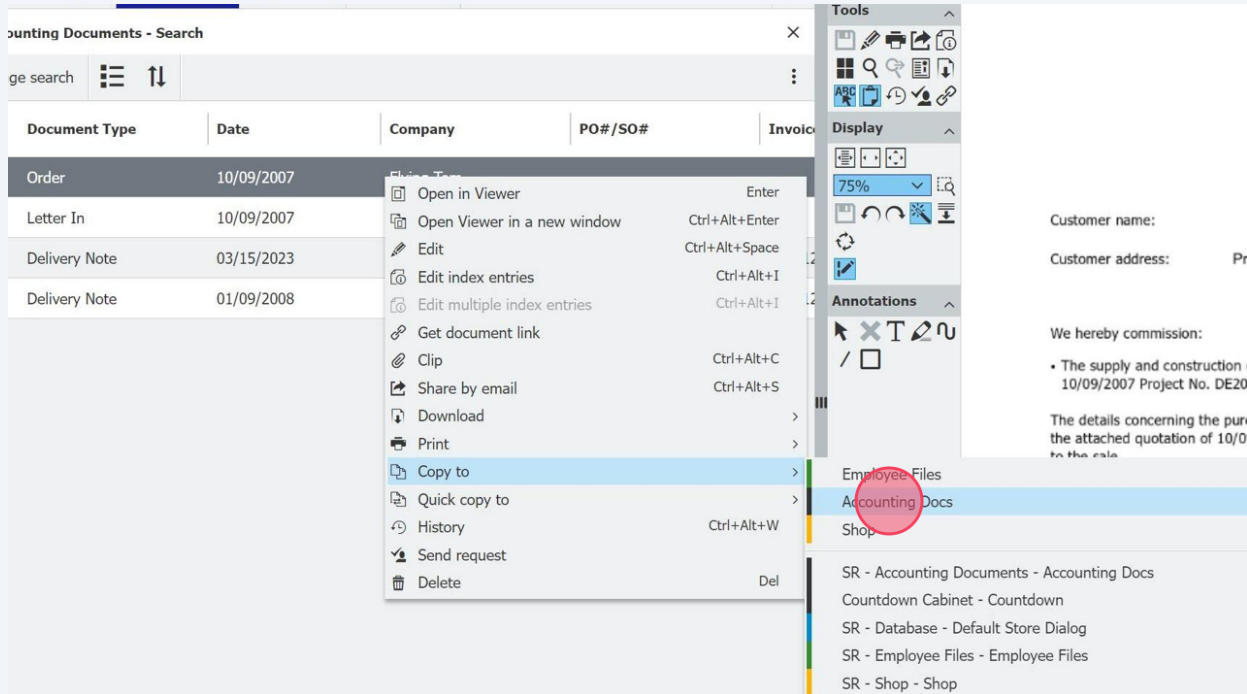 ounting Documents - Search
ge search
Document Type Date Company PO#/SO# Invoic
Order 10/09/2007
Letter In 10/09/2007
Delivery Note 03/15/2023
Delivery Note 01/09/2008
Open in Viewer Enter
Open Viewer in a new window Ctrl+Alt+Enter
Edit Ctrl+Alt+Space
Edit index entries Ctrl+Alt+I
Edit multiple index entries Ctrl+Alt+I
Get document link
Clip Ctrl+Alt+C
Share by email Ctrl+Alt+S
Download
Print
Copy to
Quick copy to
History Ctrl+Alt+W
Send request
Delete Del
Tools
ABC
Display
75%
Annotations
T
Customer name:
Customer address: Pr
We hereby commission:
• The supply and construction
10/09/2007 Project No. DE20
The details concerning the pur
the attached quotation of 10/0
to the sale
Employee Files
Accounting Docs
Shop
SR - Accounting Documents - Accounting Docs
Countdown Cabinet - Countdown
SR - Database - Default Store Dialog
SR - Employee Files - Employee Files
SR - Shop - Shop